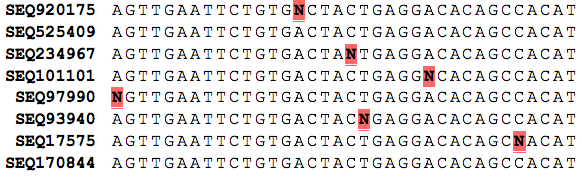 SEQ920175 AGTTGAATTCTGTGNCTACTGAGGACACAGCCACAT
SEQ525409 AGTTGAATTCTGTGACTACTGAGGACACAGCCACAT
SEQ234967 AGTTGAATTCTGTGACTANTGAGGACACAGCCACAT
SEQ101101 AGTTGAATTCTGTGACTACTGAGGNCACAGCCACAT
SEQ97990 NGTTGAATTCTGTGACTACTGAGGACACAGCCACAT
SEQ93940 AGTTGAATTCTGTGACTACNGAGGACACAGCCACAT
SEQ17575 AGTTGAATTCTGTGACTACTGAGGACACAGCNACAT
SEQ170844 AGTTGAATTCTGTGACTACTGAGGACACAGCCACAT